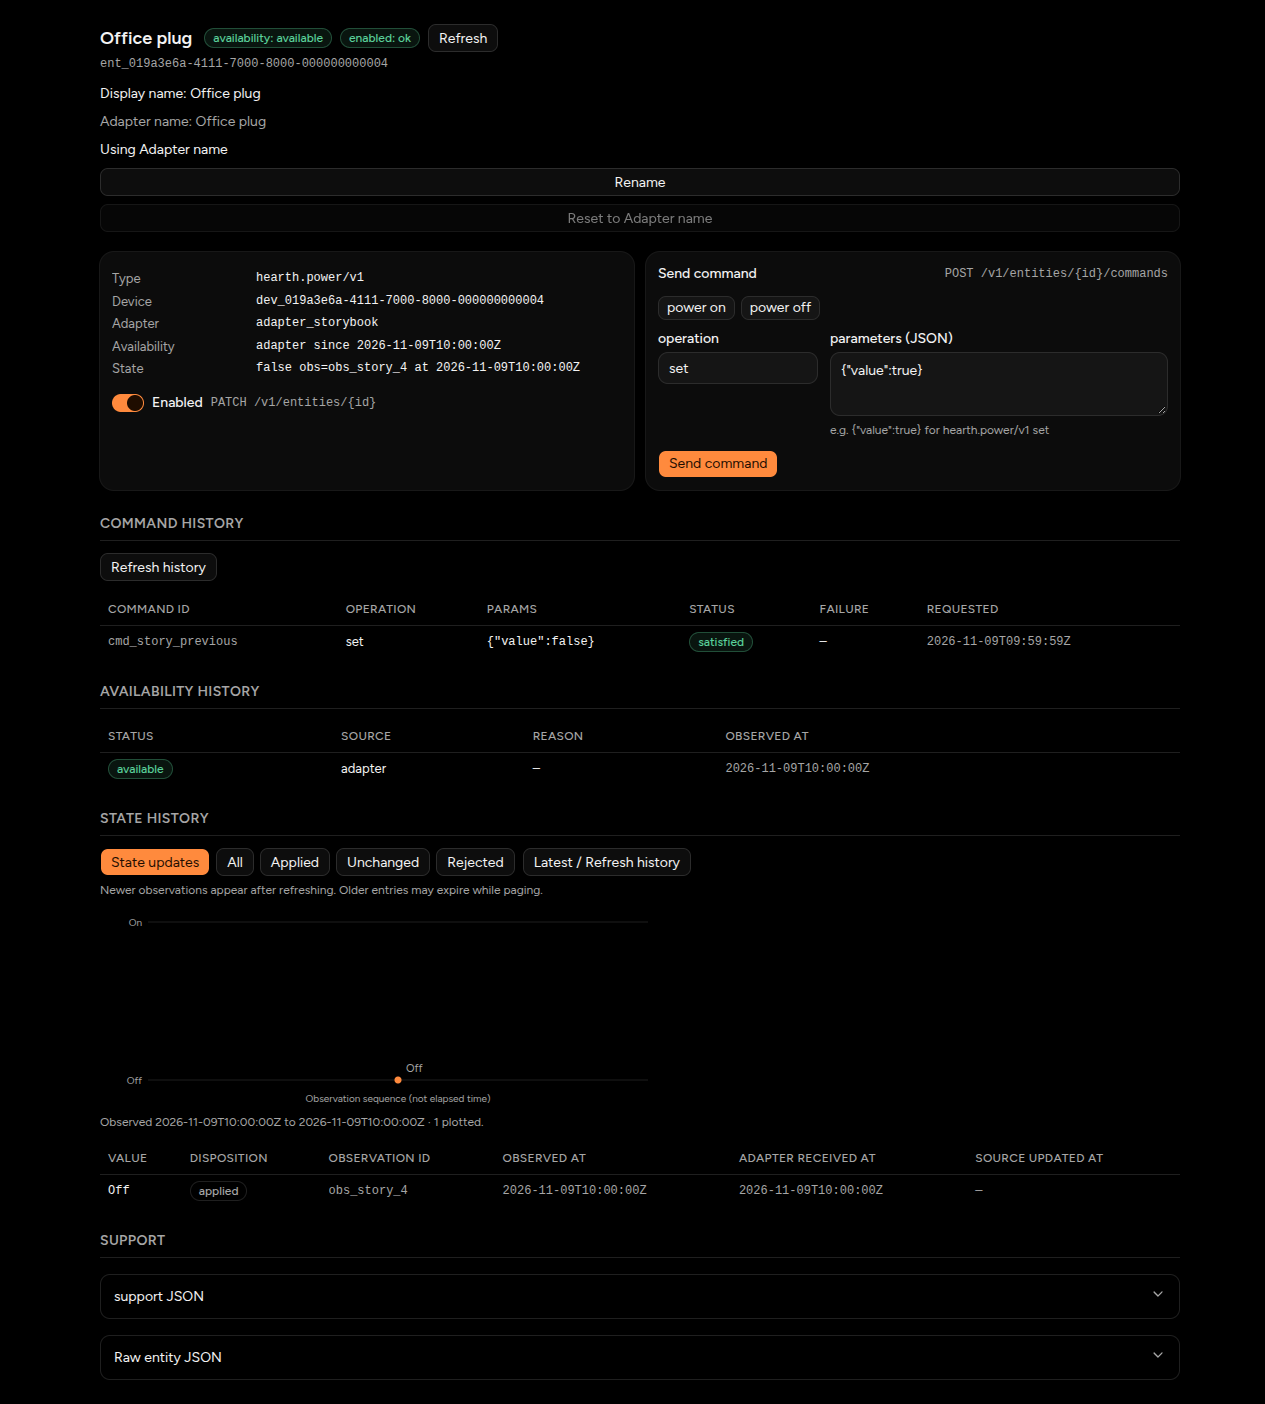 Office plug availability: available enabled: ok Refresh
ent_019a3e6a-4111-7000-8000-000000000004
Display name: Office plug
Adapter name: Office plug
Using Adapter name
Rename
Reset to Adapter name
Type hearth.power/v1
Device dev_019a3e6a-4111-7000-8000-000000000004
Adapter adapter_storybook
Availability adapter since 2026-11-09T10:00:00Z
State false obs=obs_story_4 at 2026-11-09T10:00:00Z
Enabled PATCH /v1/entities/{id}
Send command POST /v1/entities/{id}/commands
power on power off
operation parameters (JSON)
set {"value":true}
e.g. {"value":true} for hearth.power/v1 set
Send command
COMMAND HISTORY
Refresh history
COMMAND ID OPERATION PARAMS STATUS FAILURE REQUESTED
cmd_story_previous set {"value":false} satisfied — 2026-11-09T09:59:59Z
AVAILABILITY HISTORY
STATUS SOURCE REASON OBSERVED AT
available adapter — 2026-11-09T10:00:00Z
STATE HISTORY
State updates All Applied Unchanged Rejected Latest / Refresh history
Newer observations appear after refreshing. Older entries may expire while paging.
On
Off
Off
Observation sequence (not elapsed time)
Observed 2026-11-09T10:00:00Z to 2026-11-09T10:00:00Z · 1 plotted.
VALUE DISPOSITION OBSERVATION ID OBSERVED AT ADAPTER RECEIVED AT SOURCE UPDATED AT
Off applied obs_story_4 2026-11-09T10:00:00Z 2026-11-09T10:00:00Z —
SUPPORT
support JSON
Raw entity JSON